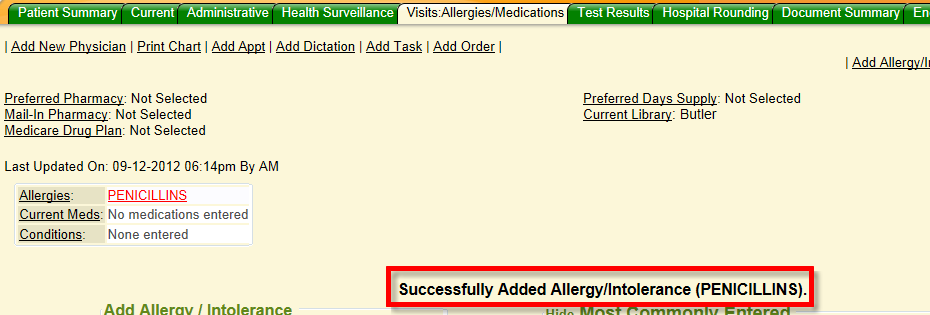 Patient Summary Current Administrative Health Surveillance Visits:Allergies/Medications Test Results Hospital Rounding Document Summary
| Add New Physician | Print Chart | Add Appt | Add Dictation | Add Task | Add Order |
| Add Allergy/
Preferred Pharmacy: Not Selected
Preferred Days Supply: Not Selected
Mail-In Pharmacy: Not Selected
Current Library: Butler
Medicare Drug Plan: Not Selected
Last Updated On: 09-12-2012 06:14pm By AM
Allergies: PENICILLINS
Current Meds: No medications entered
Conditions: None entered
Successfully Added Allergy/Intolerance (PENICILLINS).
Add Allergy / Intolerance
Hide Most Commonly Entered